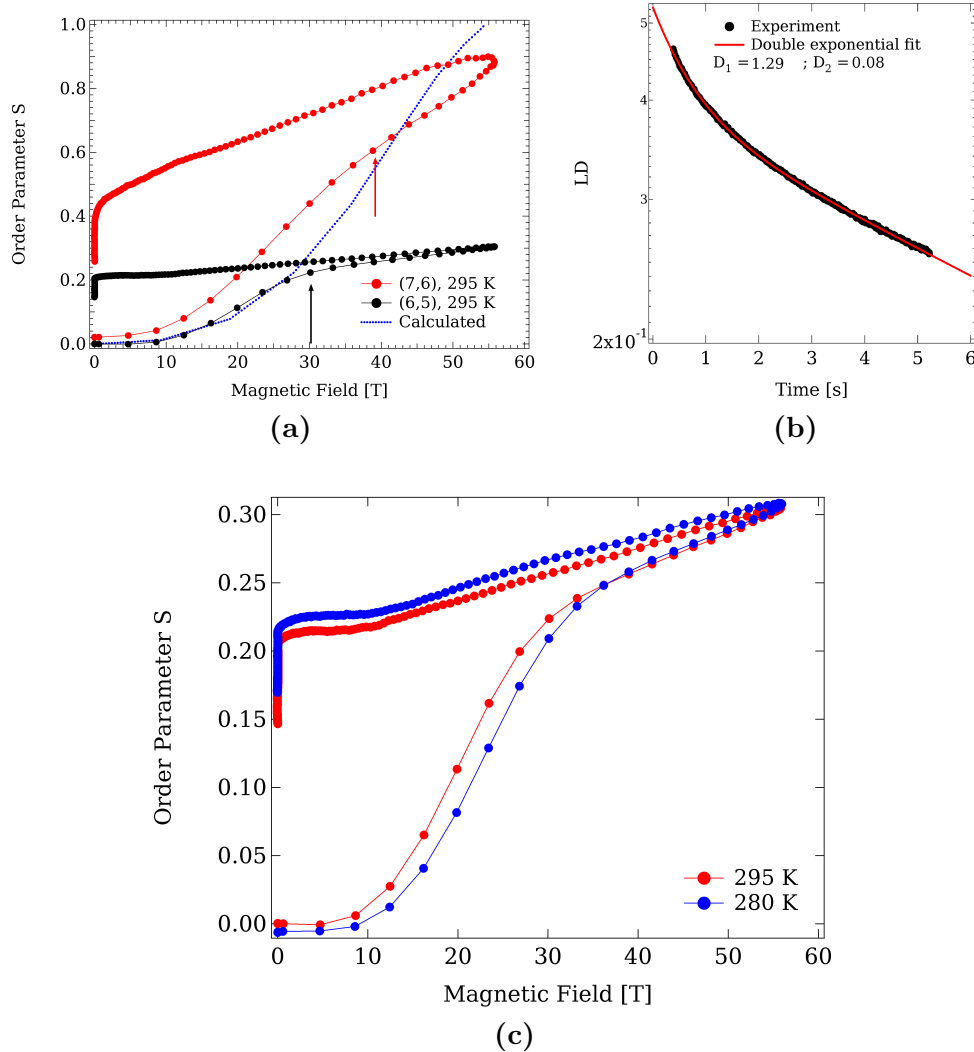 1.0
0.8
0.6
0.4
0.2
0.0
Order Parameter S
(7,6), 295 K
(6,5), 295 K
Calculated
0 10 20 30 40 50 60
Magnetic Field [T]
(a)
5
4
3
2x10⁻¹
LD
Experiment
Double exponential fit
D₁ =1.29 ; D₂ =0.08
0 1 2 3 4 5 6
Time [s]
(b)
0.30
0.25
0.20
0.15
0.10
0.05
0.00
Order Parameter S
295 K
280 K
0 10 20 30 40 50 60
Magnetic Field [T]
(c)